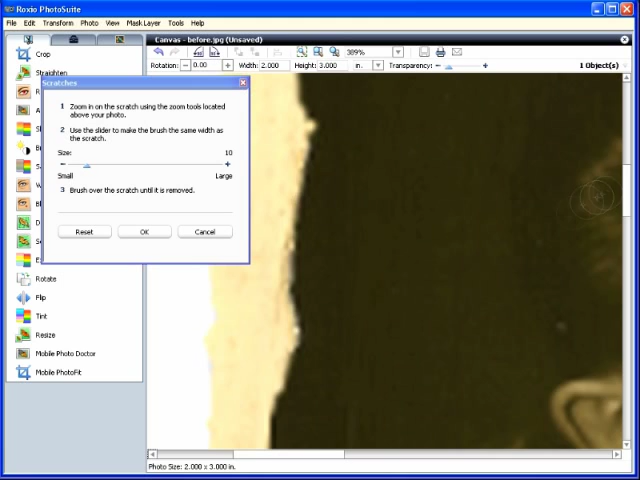 Roxio PhotoSuite
File Edit Transform Photo View Mask Layer Tools Help
Canvas - before.jpg (Unsaved)
389%
Rotation: 0.00 Width: 2.000 Height: 3.000 in. Transparency: 1 Object(s)
Crop
Straighten
Scratches
1 Zoom in on the scratch using the zoom tools located
above your photo.
2 Use the slider to make the brush the same width as
the scratch.
Size: 10
Small Large
3 Brush over the scratch until it is removed.
Reset OK Cancel
Rotate
Flip
Tint
Resize
Mobile Photo Doctor
Mobile PhotoFit
Photo Size: 2.000 x 3.000 in.